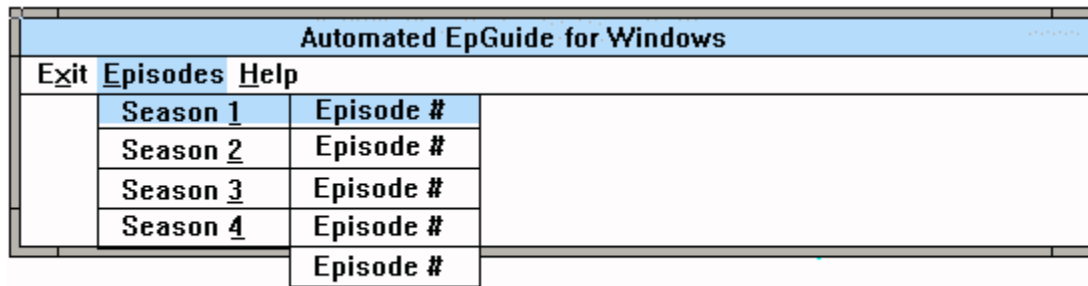 Automated EpGuide for Windows
Exit Episodes Help
Season 1 Episode #
Season 2 Episode #
Season 3 Episode #
Season 4 Episode #
Episode #